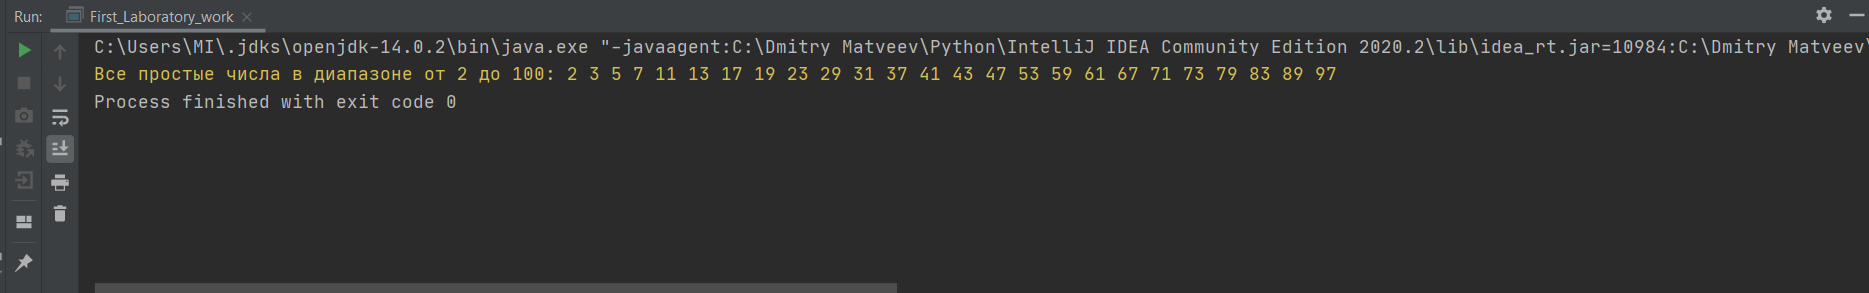 Run: First_Laboratory_work
C:\Users\MI\.jdks\openjdk-14.0.2\bin\java.exe "-javaagent:C:\Dmitry Matveev\Python\IntelliJ IDEA Community Edition 2020.2\lib\idea_rt.jar=10984:C:\Dmitry Matveev\
Все простые числа в диапазоне от 2 до 100: 2 3 5 7 11 13 17 19 23 29 31 37 41 43 47 53 59 61 67 71 73 79 83 89 97
Process finished with exit code 0